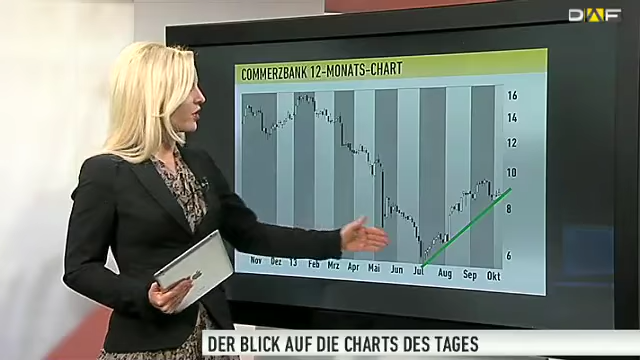 DAF
COMMERZBANK 12-MONATS-CHART
16
14
12
10
8
6
Nov Dez 13 Feb Mrz Apr Mai Jun Jul Aug Sep Okt
DER BLICK AUF DIE CHARTS DES TAGES